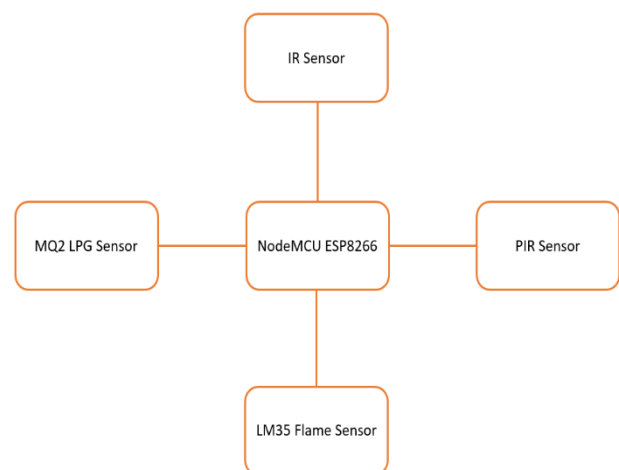 IR Sensor
MQ2 LPG Sensor
NodeMCU ESP8266
PIR Sensor
LM35 Flame Sensor